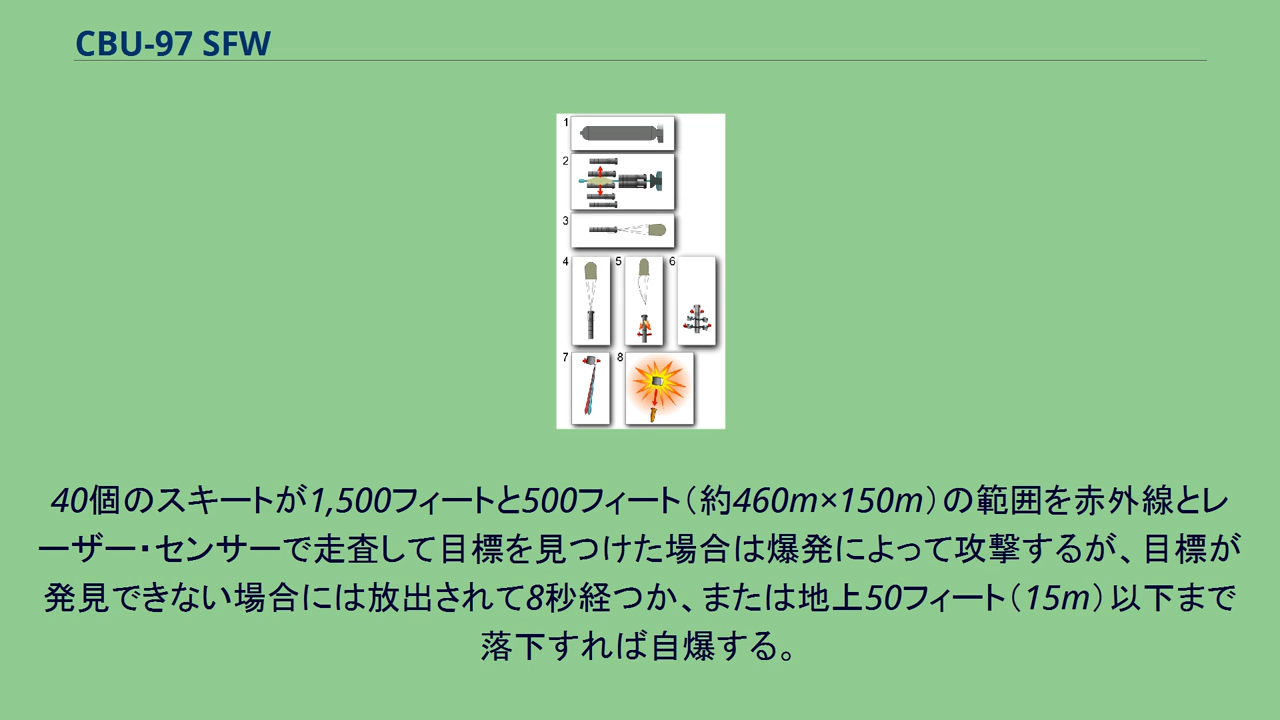 CBU-97 SFW
1
2
3
4 5 6
7 8
40個のスキートが1,500フィートと500フィート（約460m×150m）の範囲を赤外線とレ
ーザー・センサーで走査して目標を見つけた場合は爆発によって攻撃するが、目標が
発見できない場合には放出されて8秒経つか、または地上50フィート（15m）以下まで
落下すれば自爆する。